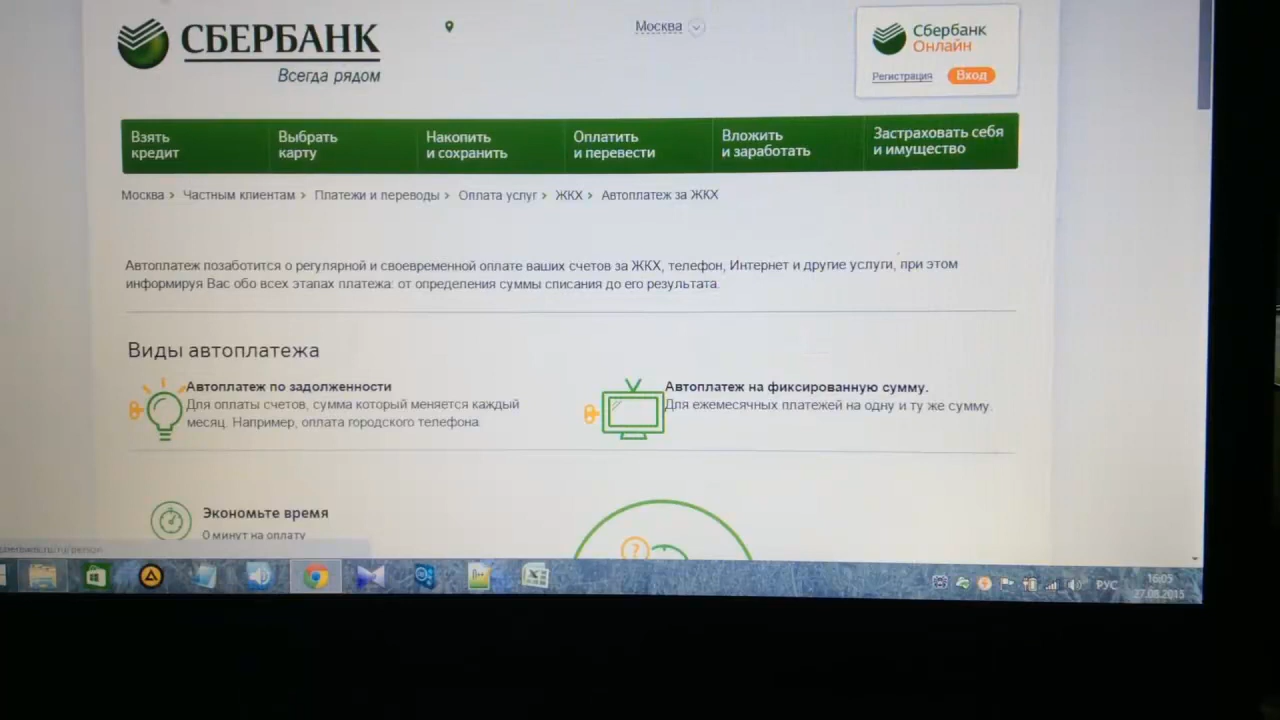 СБЕРБАНК
Всегда рядом
Москва
Сбербанк
Онлайн
Регистрация
Вход
Взять
кредит
Выбрать
карту
Накопить
и сохранить
Оплатить
и перевести
Вложить
и заработать
Застраховать себя
и имущество
Москва > Частным клиентам > Платежи и переводы > Оплата услуг > ЖКХ > Автоплатеж за ЖКХ
Автоплатеж позаботится о регулярной и своевременной оплате ваших счетов за ЖКХ, телефон, Интернет и другие услуги, при этом
информируя Вас обо всех этапах платежа: от определения суммы списания до его результата.
Виды автоплатежа
Автоплатеж по задолженности
Для оплаты счетов, сумма который меняется каждый
месяц. Например, оплата городского телефона
Автоплатеж на фиксированную сумму.
Для ежемесячных платежей на одну и ту же сумму.
Экономьте время
0 минут на оплату
?
РУС
16:05
27.08.2015